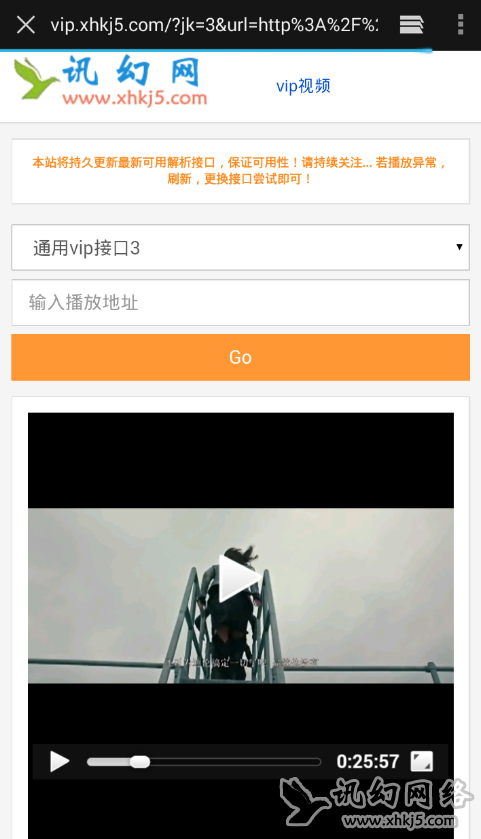 vip.xhkj5.com/?jk=3&url=http%3A%2F%2
讯幻网
www.xhkj5.com
vip视频
本站将持久更新最新可用解析接口，保证可用性！请持续关注... 若播放异常，
刷新，更换接口尝试即可！
通用vip接口3
输入播放地址
Go
0:25:57
讯幻网络
www.xhkj5.com